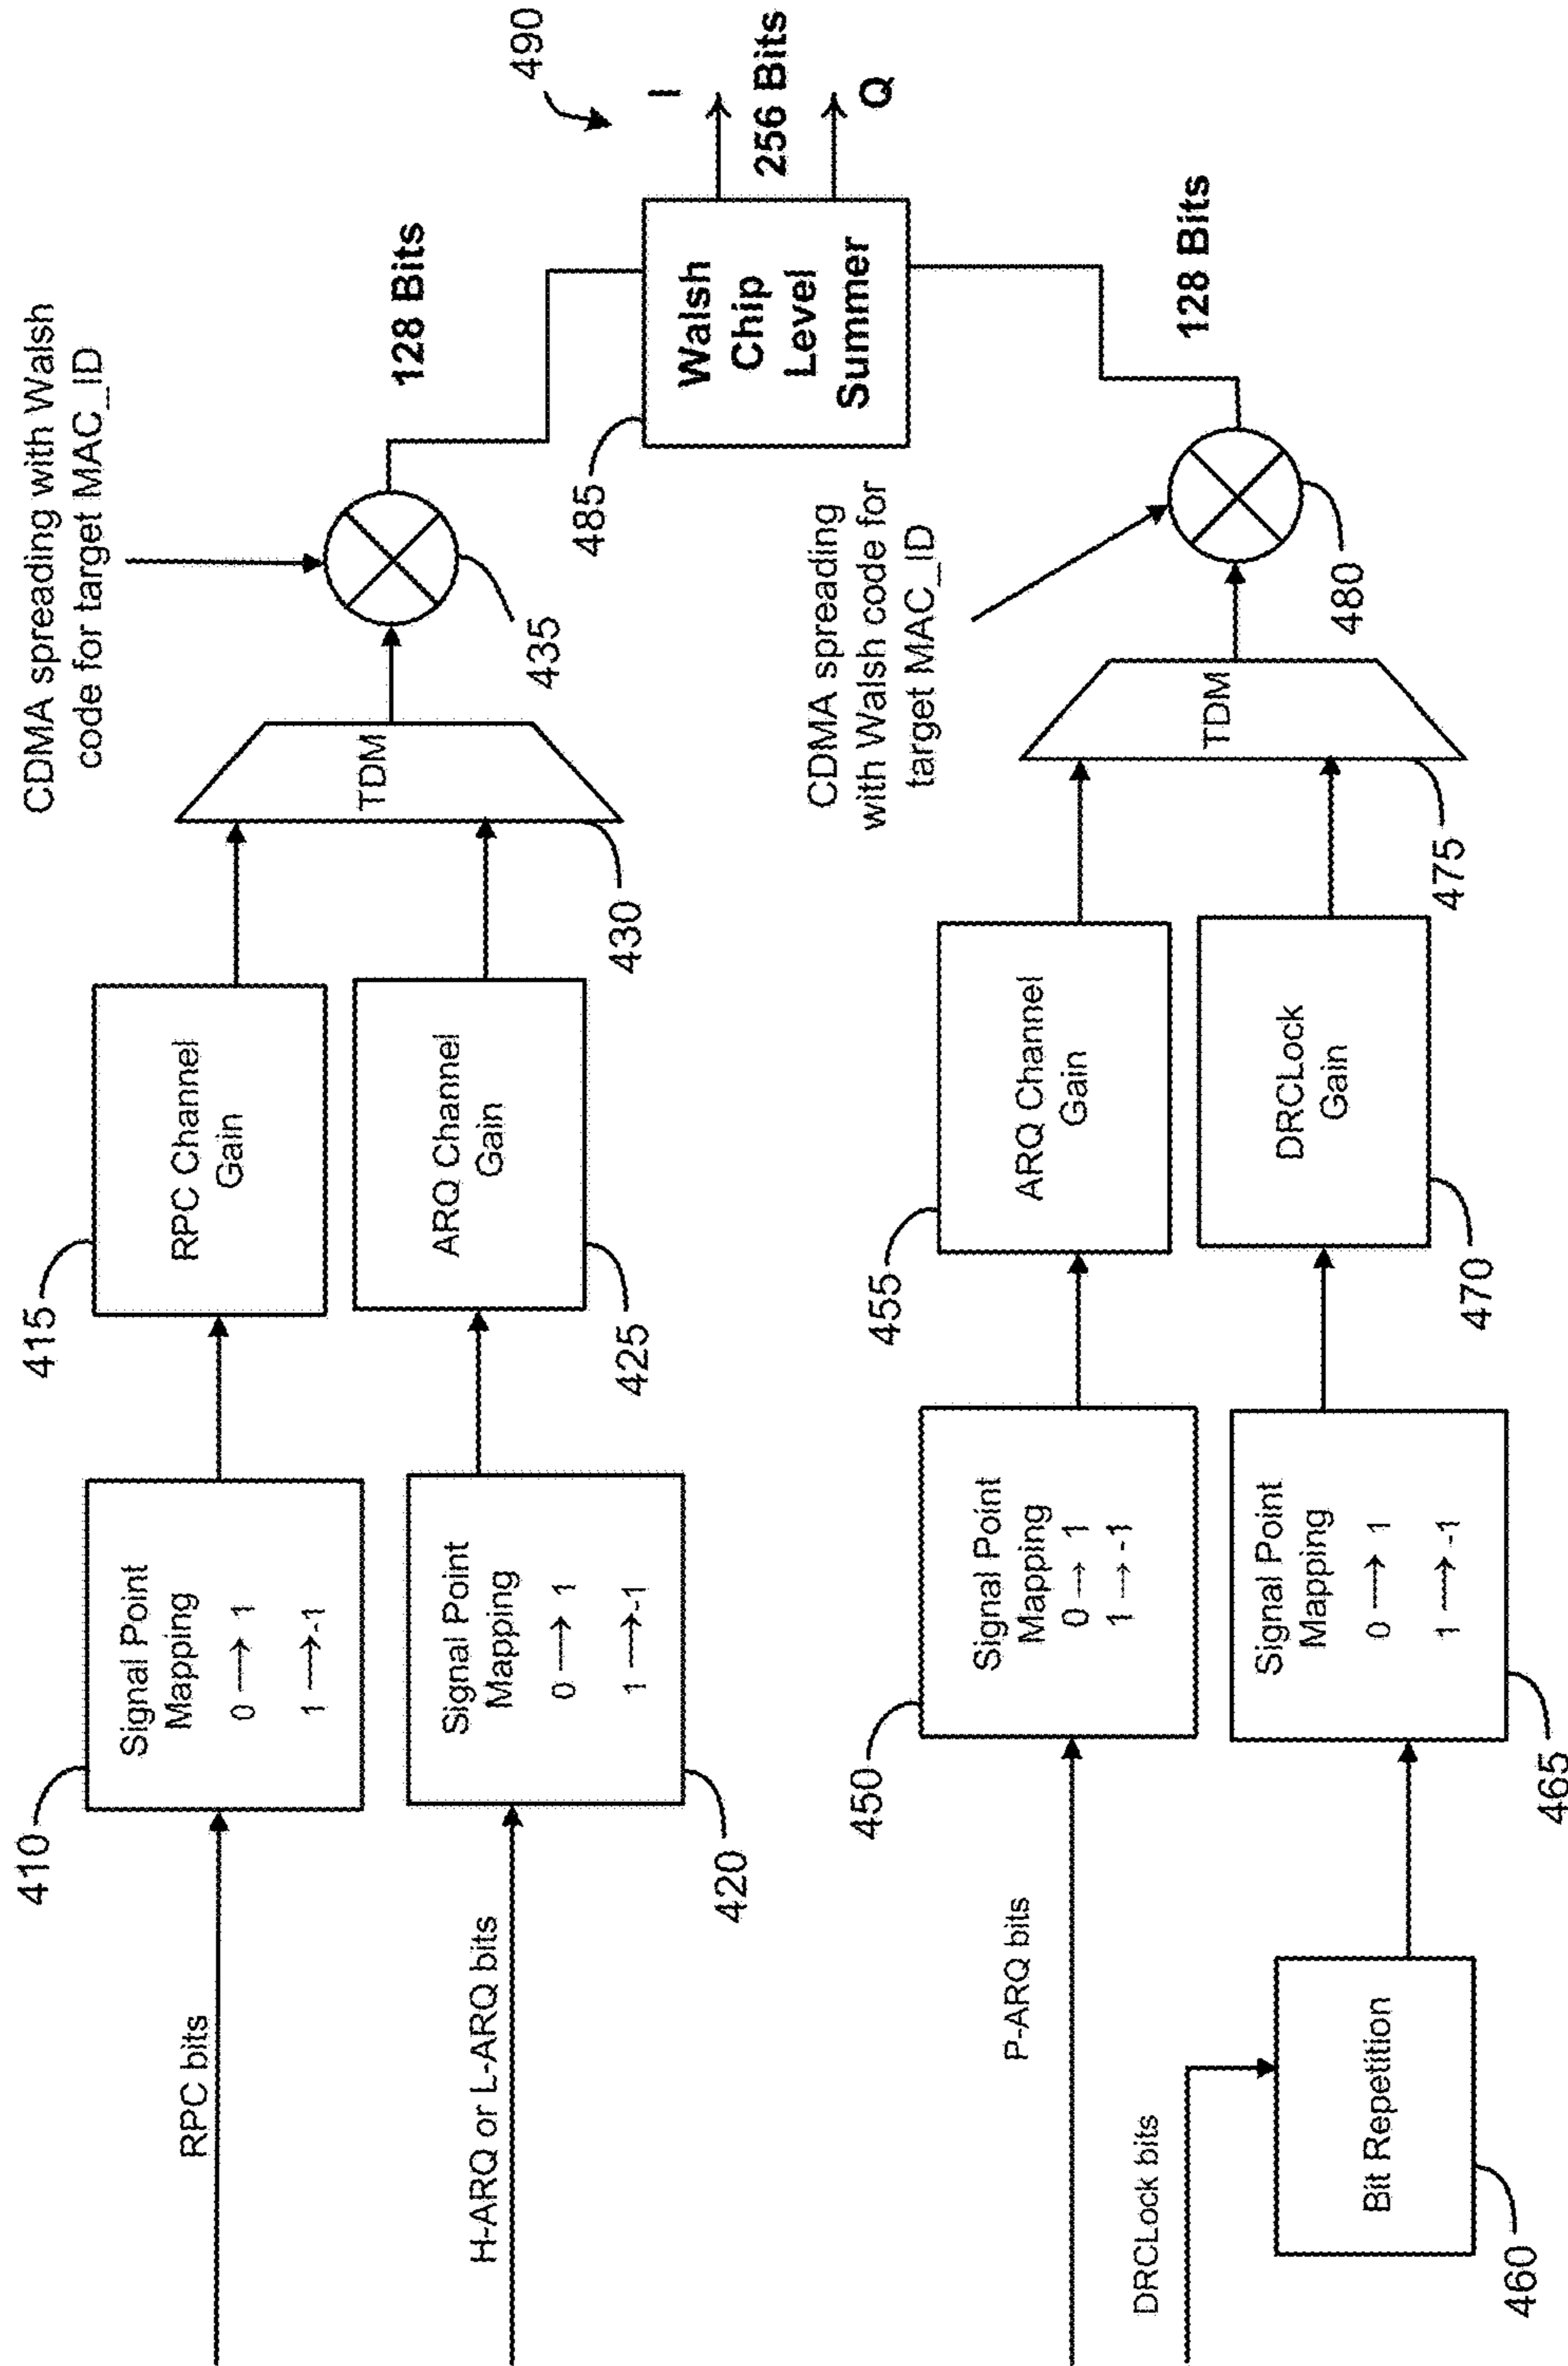 CDMA spreading with Walsh
code for target MAC_ID
RPC bits
410
Signal Point
Mapping
0 → 1
1 → -1
415
RPC Channel
Gain
H-ARQ or L-ARQ bits
420
Signal Point
Mapping
0 → 1
1 → -1
425
ARQ Channel
Gain
TDM
430
435
128 Bits
490
I
256 Bits
Q
Walsh
Chip
Level
Summer
485
CDMA spreading
with Walsh code for
target MAC_ID
128 Bits
P-ARQ bits
450
Signal Point
Mapping
0 → 1
1 → -1
455
ARQ Channel
Gain
DRCLock bits
Bit Repetition
460
Signal Point
Mapping
0 → 1
1 → -1
465
DRCLock
Gain
470
TDM
475
480